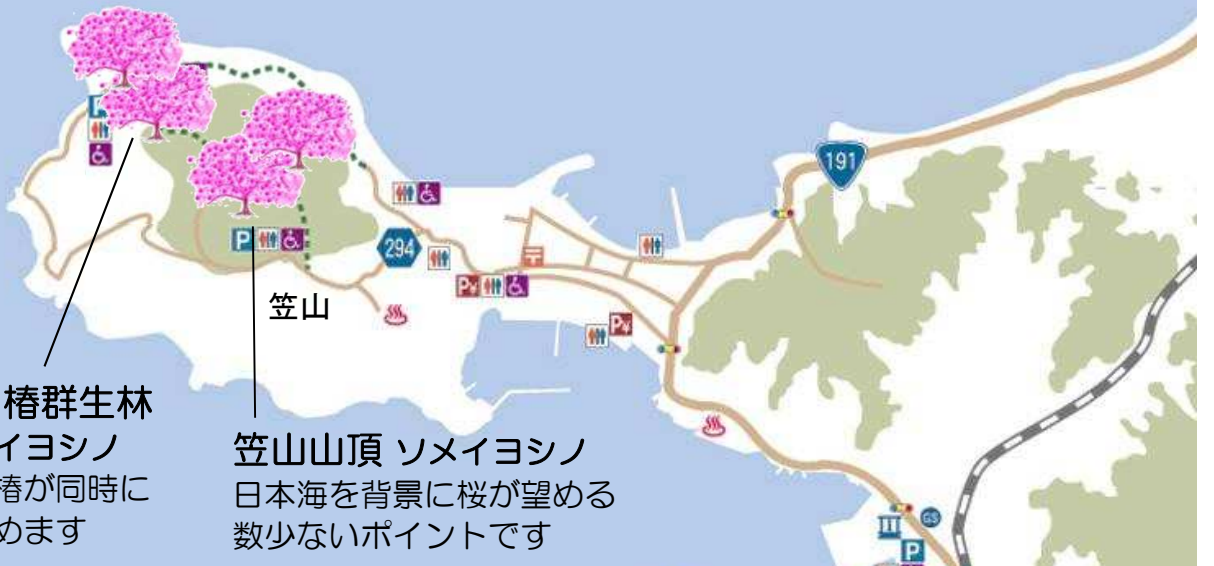 191
294
P
笠山
P¥
P¥
椿群生林
イヨシノ
椿が同時に
めます
笠山山頂 ソメイヨシノ
日本海を背景に桜が望める
数少ないポイントです
GS
P